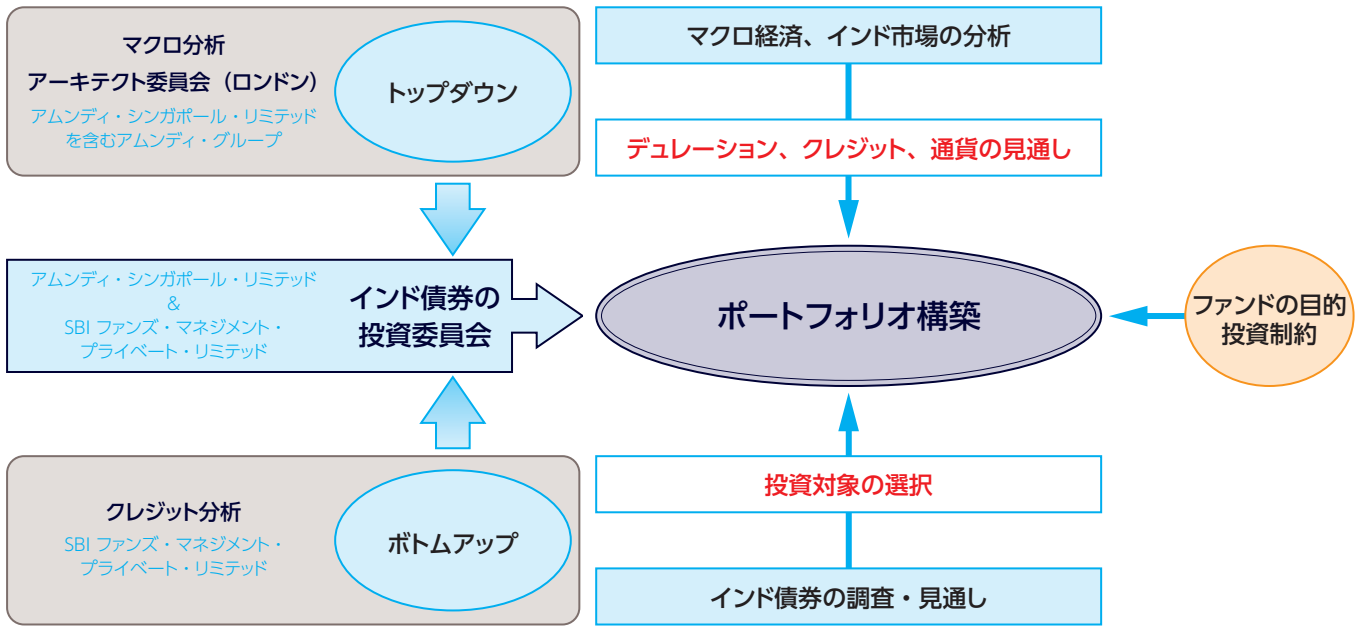 マクロ分析
アーキテクト委員会（ロンドン）
アムンディ・シンガポール・リミテッド
を含むアムンディ・グループ
トップダウン
マクロ経済、インド市場の分析
デュレーション、クレジット、通貨の見通し
アムンディ・シンガポール・リミテッド
&
SBI ファンズ・マネジメント・
プライベート・リミテッド
インド債券の
投資委員会
ポートフォリオ構築
ファンドの目的
投資制約
クレジット分析
SBI ファンズ・マネジメント・
プライベート・リミテッド
ボトムアップ
投資対象の選択
インド債券の調査・見通し